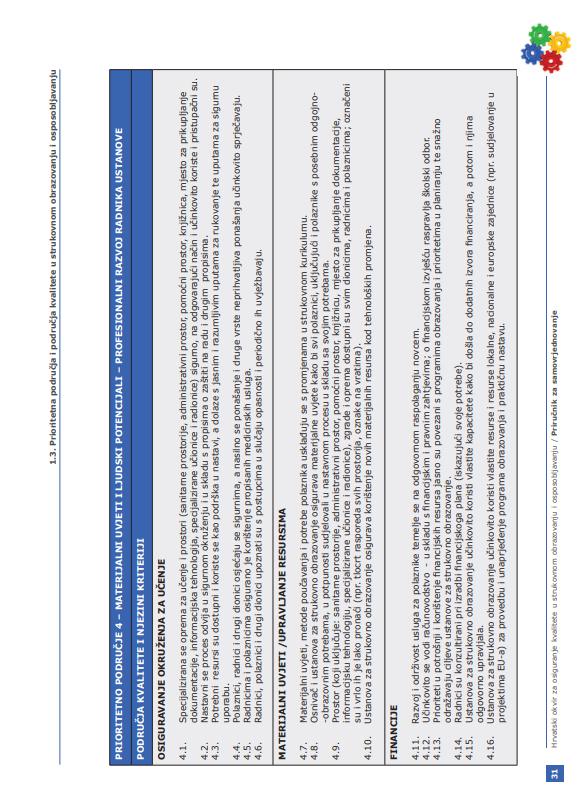 1.3. Prioritetna područja i područja kvalitete u strukovnom obrazovanju i osposobljavanju
PRIORITETNO PODRUČJE 4 – MATERIJALNI UVJETI I LJUDSKI POTENCIJALI – PROFESIONALNI RAZVOJ RADNIKA USTANOVE
PODRUČJA KVALITETE I NJEZINI KRITERIJI
OSIGURAVANJE OKRUŽENJA ZA UČENJE
4.1. Specijalizirana se oprema za učenje i prostori (sanitarne prostorije, administrativni prostor, pomoćni prostor, knjižnica, mjesto za prikupljanje
dokumentacije, informacijska tehnologija, specijalizirane učionice i radionice) sigurno, na odgovarajući način i učinkovito koriste i pristupačni su.
4.2. Nastavni se proces odvija u sigurnom okruženju i u skladu s propisima o zaštiti na radu i drugim propisima.
4.3. Potrebni resursi su dostupni i koriste se kao podrška u nastavi, a dolaze s jasnim i razumljivim uputama za rukovanje te uputama za sigurnu
uporabu.
4.4. Polaznici, radnici i drugi dionici osjećaju se sigurnima, a nasilno se ponašanje i druge vrste neprihvatljiva ponašanja učinkovito sprječavaju.
4.5. Radnicima i polaznicima osigurano je korištenje propisanih medicinskih usluga.
4.6. Radnici, polaznici i drugi dionici upoznati su s postupcima u slučaju opasnosti i periodično ih uvježbavaju.
MATERIJALNI UVJETI /UPRAVLJANJE RESURSIMA
4.7. Materijalni uvjeti, metode poučavanja i potrebe polaznika usklađuju se s promjenama u strukovnom kurikulumu.
4.8. Osnivač i ustanova za strukovno obrazovanje osigurava materijalne uvjete kako bi svi polaznici, uključujući i polaznike s posebnim odgojno-
-obrazovnim potrebama, u potpunosti sudjelovali u nastavnom procesu u skladu sa svojim potrebama.
4.9. Prostor (koji uključuje: sanitarne prostorije, administrativni prostor, pomoćni prostor, knjižnicu, mjesto za prikupljanje dokumentacije,
informacijsku tehnologiju, specijalizirane učionice i radionice), zgrade i oprema dostupni su svim dionicima, radnicima i polaznicima; označeni
su i vrlo ih je lako pronaći (npr. tlocrt rasporeda svih prostorija, oznake na vratima).
4.10. Ustanova za strukovno obrazovanje osigurava korištenje novih materijalnih resursa kod tehnoloških promjena.
FINANCIJE
4.11. Razvoj i održivost usluga za polaznike temelje se na odgovornom raspolaganju novcem.
4.12. Učinkovito se vodi računovodstvo – u skladu s financijskim i pravnim zahtjevima; o financijskom izvješću raspravlja školski odbor.
4.13. Prioriteti u potrošnji i korištenje financijskih resursa jasno su povezani s programima obrazovanja i prioritetima u planiranju te snažno
odražavaju ciljeve ustanove za strukovno obrazovanje.
4.14. Radnici su konzultirani pri izradbi financijskoga plana (iskazujući svoje potrebe).
4.15. Ustanova za strukovno obrazovanje učinkovito koristi vlastite kapacitete kako bi došla do dodatnih izvora financiranja, a potom i njima
odgovorno upravljala.
4.16. Ustanova za strukovno obrazovanje učinkovito koristi vlastite resurse i resurse lokalne, nacionalne i europske zajednice (npr. sudjelovanje u
projektima EU-a) za provedbu i unaprjeđenje programa obrazovanja i praktičnu nastavu.
Hrvatski okvir za osiguranje kvalitete u strukovnom obrazovanju i osposobljavanju / Priručnik za samovrjednovanje
31